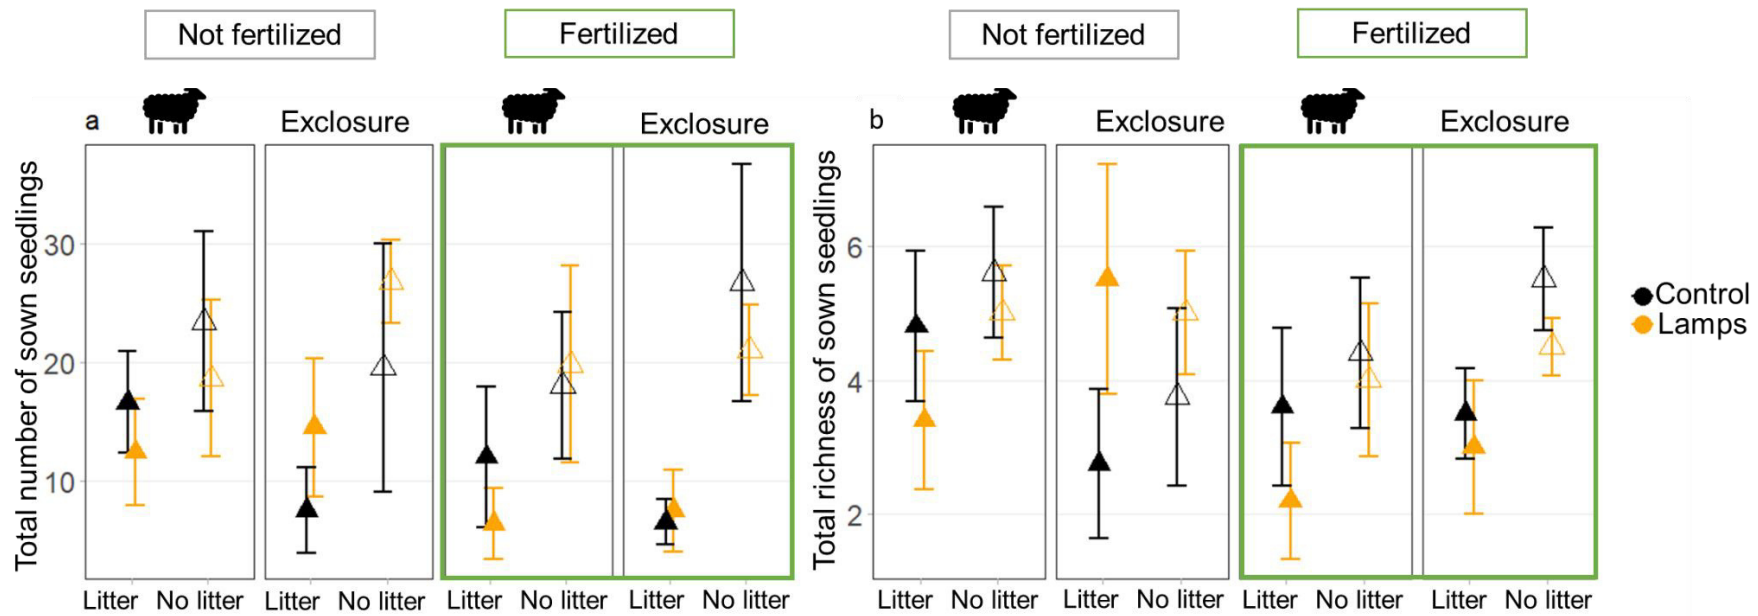 Not fertilized
Fertilized
Not fertilized
Fertilized
a
Exclosure
Exclosure
b
Exclosure
Exclosure
Total number of sown seedlings
30
20
10
Total richness of sown seedlings
6
4
2
Control
Lamps
Litter No litter
Litter No litter
Litter No litter
Litter No litter
Litter No litter
Litter No litter
Litter No litter
Litter No litter